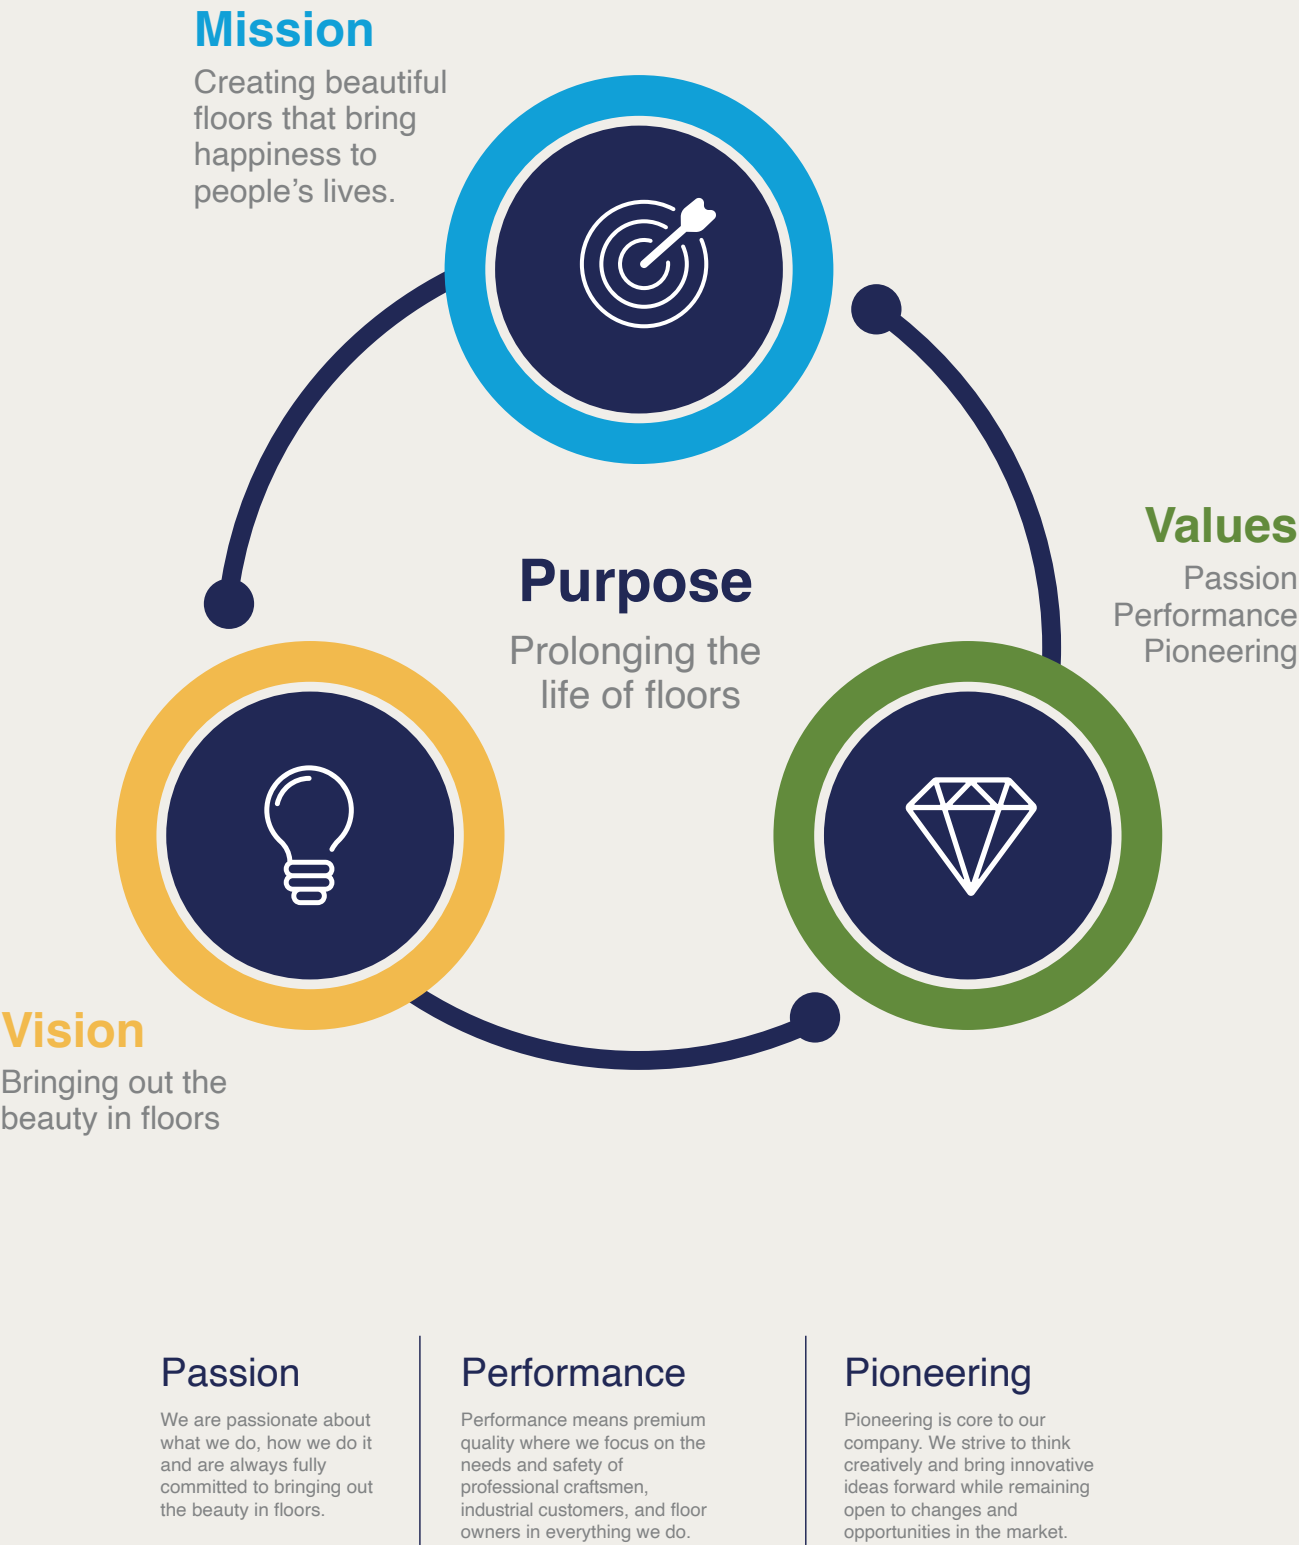 Mission
Creating beautiful
floors that bring
happiness to
people’s lives.
Values
Passion
Performance
Pioneering
Purpose
Prolonging the
life of floors
Vision
Bringing out the
beauty in floors
Passion
We are passionate about
what we do, how we do it
and are always fully
committed to bringing out
the beauty in floors.
Performance
Performance means premium
quality where we focus on the
needs and safety of
professional craftsmen,
industrial customers, and floor
owners in everything we do.
Pioneering
Pioneering is core to our
company. We strive to think
creatively and bring innovative
ideas forward while remaining
open to changes and
opportunities in the market.